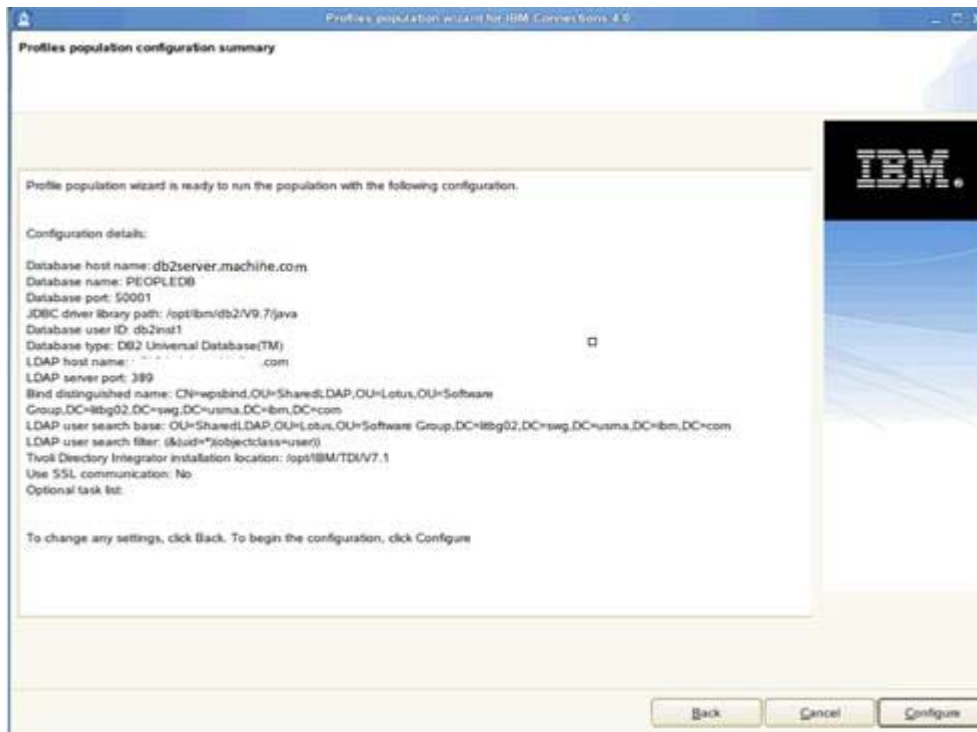 Profiles population wizard for IBM Connections 4.0
Profiles population configuration summary
IBM.
Profile population wizard is ready to run the population with the following configuration.
Configuration details:
Database host name: db2server.machine.com
Database name: PEOPLEDB
Database port: 50001
JDBC driver library path: /opt/ibm/db2/V9.7/java
Database user ID: db2inst1
Database type: DB2 Universal Database(TM)
LDAP host name: .com
LDAP server port: 389
Bind distinguished name: CN=wpsbind,OU=SharedLDAP,OU=Lotus,OU=Software
Group,DC=litbg02,DC=swg,DC=usma,DC=ibm,DC=com
LDAP user search base: OU=SharedLDAP,OU=Lotus,OU=Software Group,DC=litbg02,DC=swg,DC=usma,DC=ibm,DC=com
LDAP user search filter: (&(uid=*)(objectclass=user))
Tivoli Directory Integrator installation location: /opt/IBM/TDI/V7.1
Use SSL communication: No
Optional task list:
To change any settings, click Back. To begin the configuration, click Configure
Back Cancel Configure